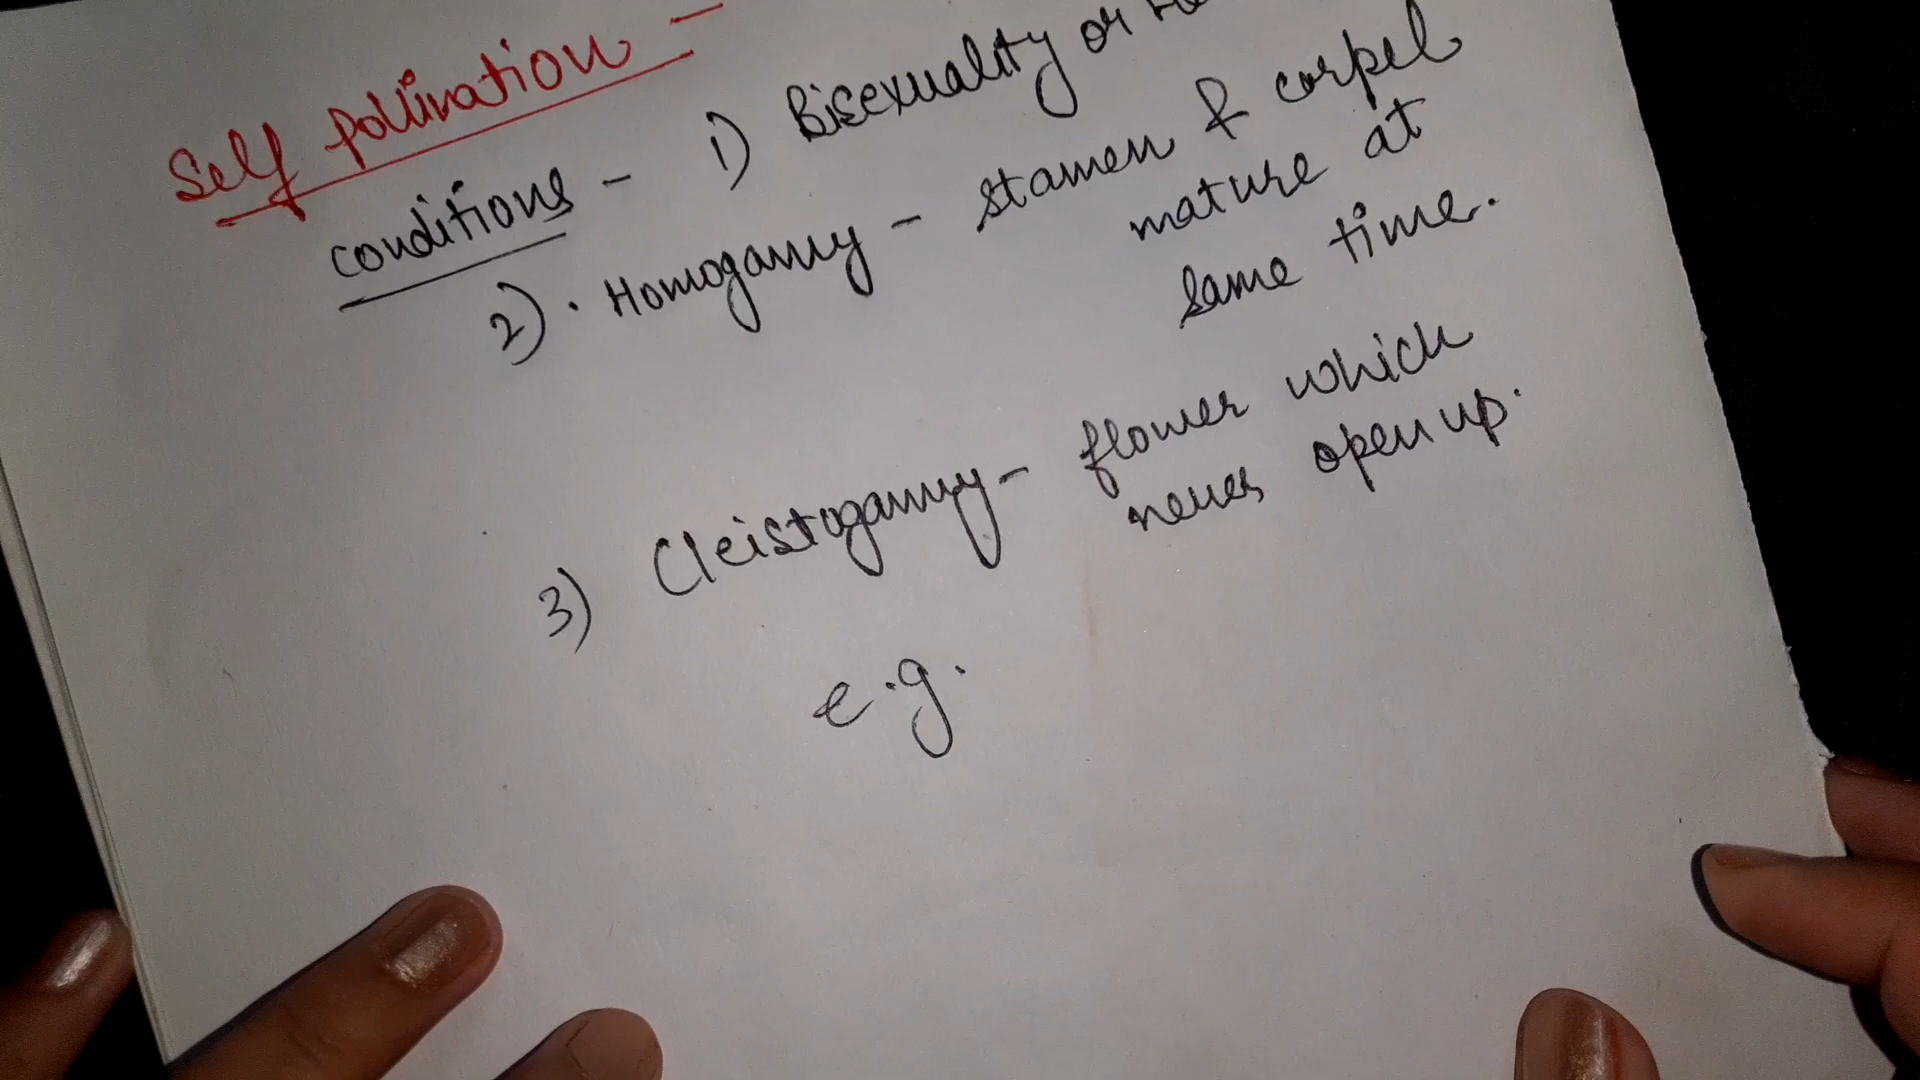 Self pollination -
conditions - 1) Bisexuality or
2) . Homogamy - stamen & carpel
mature at
same time.
3) Cleistogamy - flower which
never open up.
e.g.